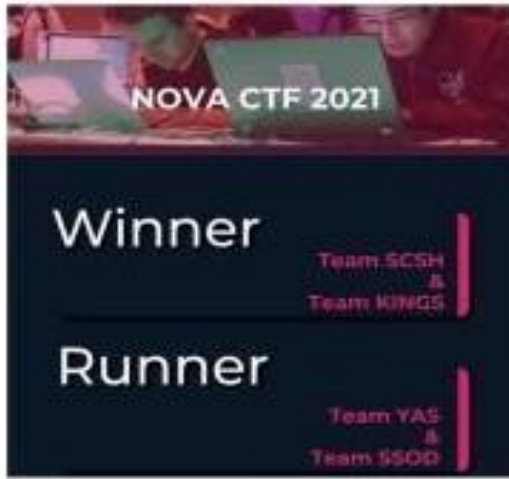 NOVA CTF 2021
Winner
Team SCSH
&
Team KINGS
Runner
Team YAS
&
Team SSOD